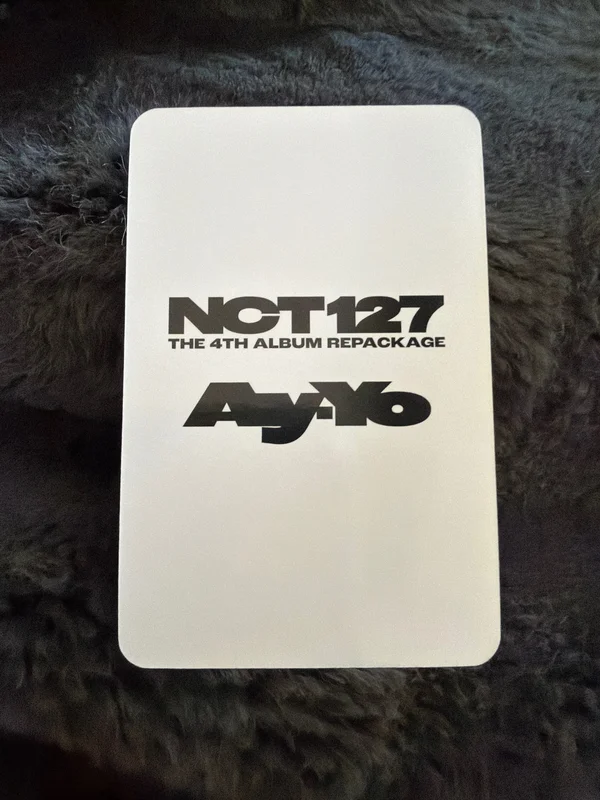 NCT 127
THE 4TH ALBUM REPACKAGE
Ay-Yo